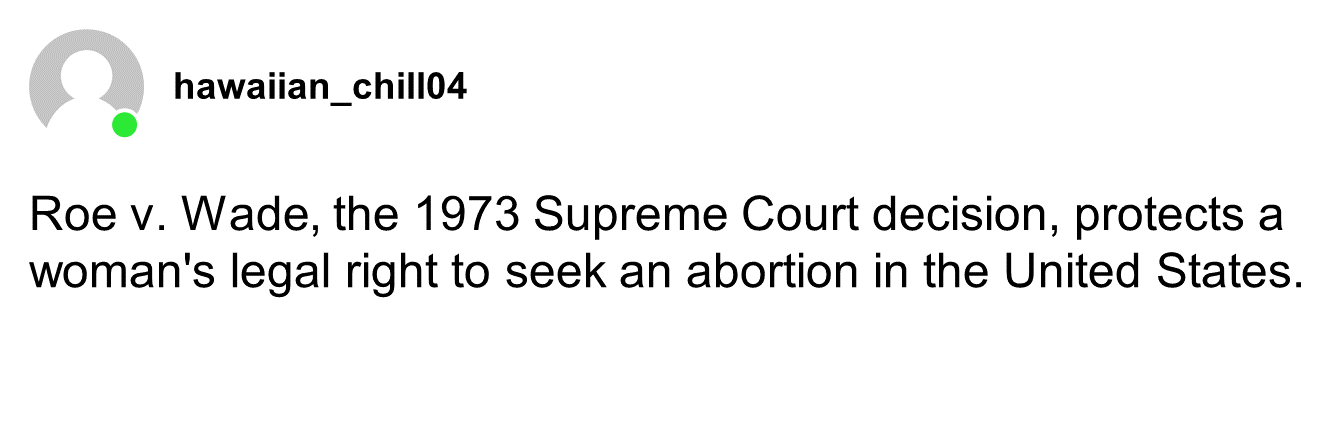 hawaiian_chill04
Roe v. Wade, the 1973 Supreme Court decision, protects a
woman's legal right to seek an abortion in the United States.